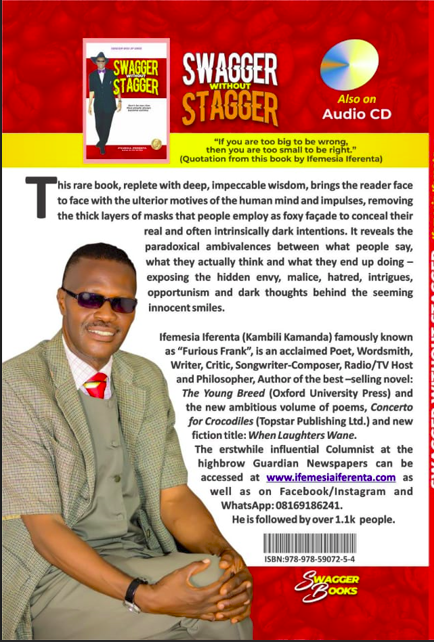 SWAGGER
WITHOUT
STAGGER
SWAGGER
WITHOUT
STAGGER
Also on
Audio CD
“If you are too big to be wrong,
then you are too small to be right.”
(Quotation from this book by Ifemesia Iferenta)
This rare book, replete with deep, impeccable wisdom, brings the reader face
to face with the ulterior motives of the human mind and impulses, removing
the thick layers of masks that people employ as foxy façade to conceal their
real and often intrinsically dark intentions. It reveals the
paradoxical ambivalences between what people say,
what they actually think and what they end up doing –
exposing the hidden envy, malice, hatred, intrigues,
opportunism and dark thoughts behind the seeming
innocent smiles.
Ifemesia Iferenta (Kambili Kamanda) famously known
as “Furious Frank”, is an acclaimed Poet, Wordsmith,
Writer, Critic, Songwriter-Composer, Radio/TV Host
and Philosopher, Author of the best –selling novel:
The Young Breed (Oxford University Press) and
the new ambitious volume of poems, Concerto
for Crocodiles (Topstar Publishing Ltd.) and new
fiction title: When Laughters Wane.
The erstwhile influential Columnist at the
highbrow Guardian Newspapers can be
accessed at www.ifemesiaiferenta.com as
well as on Facebook/Instagram and
WhatsApp: 08169186241.
He is followed by over 1.1k people.
ISBN:978-978-59072-5-4
SWAGGER
BOOKS